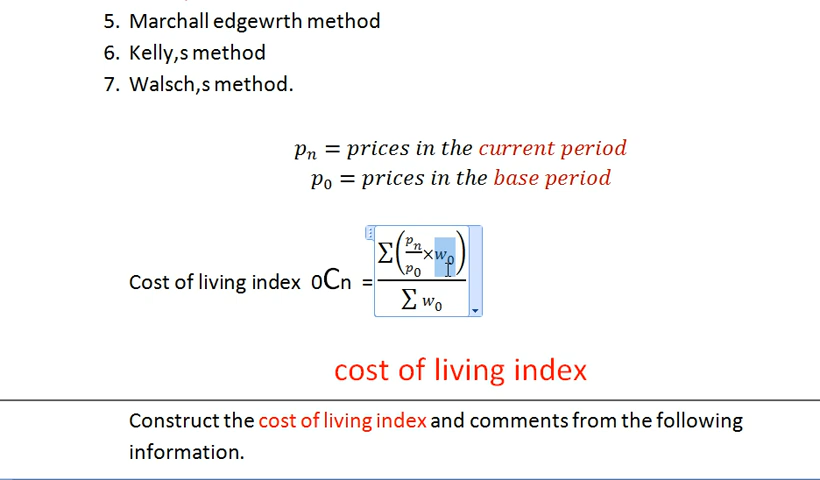 5. Marchall edgewrth method
6. Kelly,s method
7. Walsch,s method.
pₙ = prices in the current period
p₀ = prices in the base period
Cost of living index 0Cn = ∑(pₙ/p₀ × w₀) / ∑ w₀
cost of living index
Construct the cost of living index and comments from the following
information.